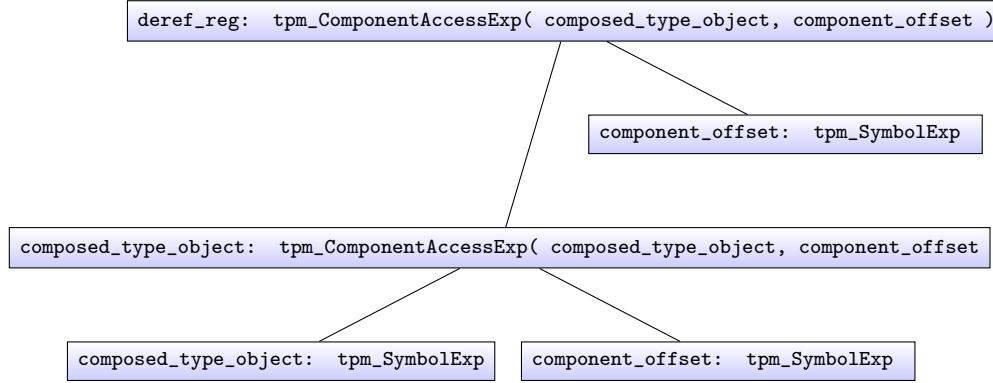 deref_reg: tpm_ComponentAccessExp( composed_type_object, component_offset )
component_offset: tpm_SymbolExp
composed_type_object: tpm_ComponentAccessExp( composed_type_object, component_offset
composed_type_object: tpm_SymbolExp
component_offset: tpm_SymbolExp